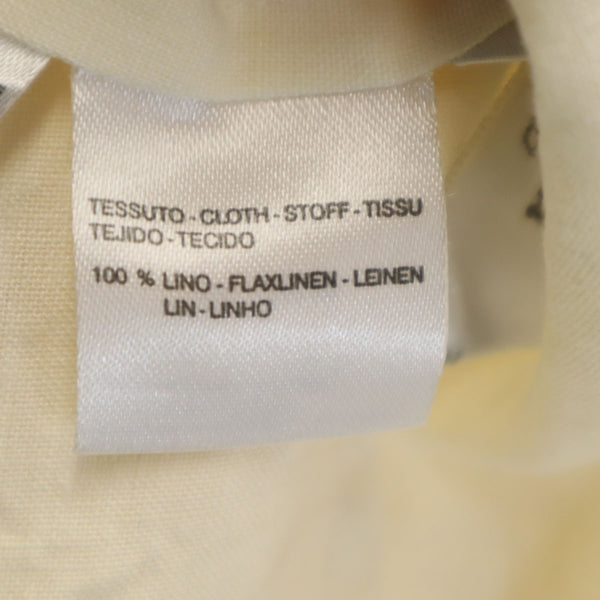 TESSUTO - CLOTH - STOFF - TISSU
TEJIDO - TECIDO
100 % LINO - FLAXLINEN - LEINEN
LIN - LINHO